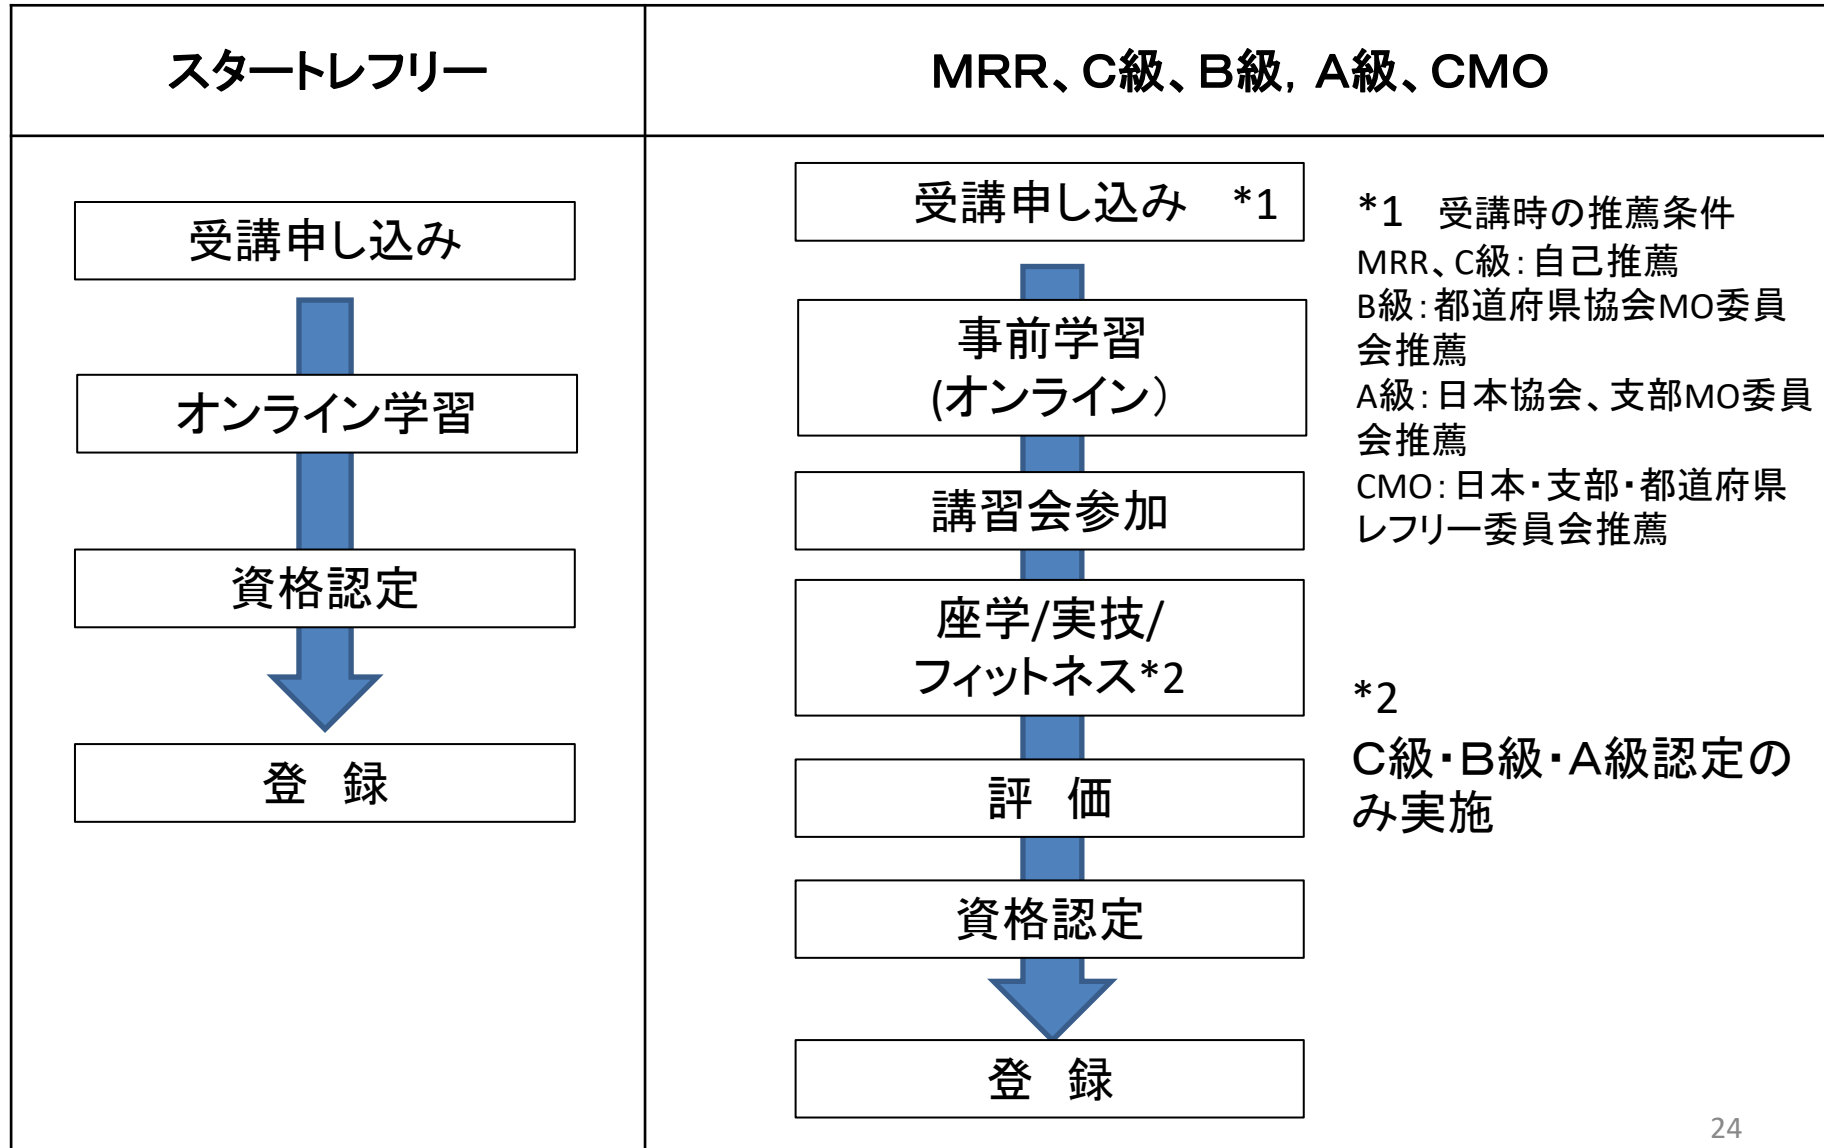 スタートレフリー
MRR、C級、B級，A級、CMO
受講申し込み
オンライン学習
資格認定
登　録
受講申し込み　*1
事前学習
(オンライン）
講習会参加
座学/実技/
フィットネス*2
評　価
資格認定
登　録
*1　受講時の推薦条件
MRR、C級：自己推薦
B級：都道府県協会MO委員
会推薦
A級：日本協会、支部MO委員
会推薦
CMO：日本・支部・都道府県
レフリー委員会推薦
*2
C級・B級・A級認定の
み実施
24